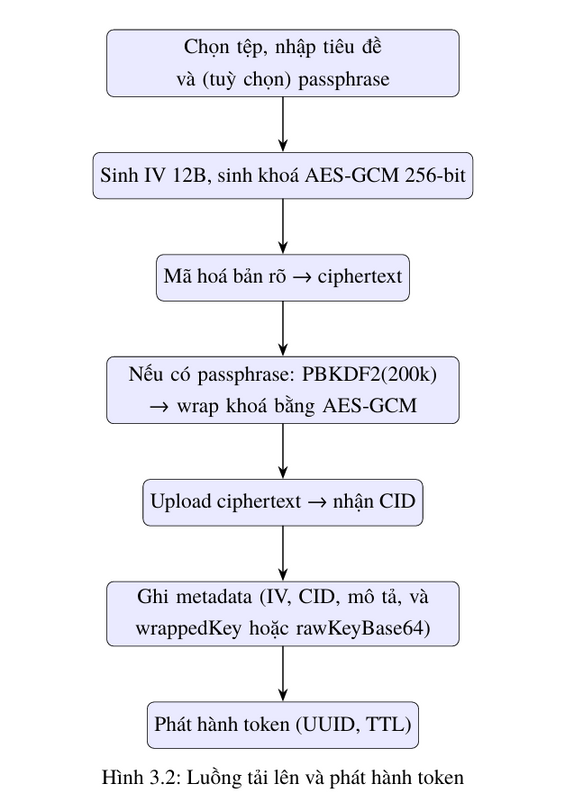 Chọn tệp, nhập tiêu đề
và (tuỳ chọn) passphrase
Sinh IV 12B, sinh khoá AES-GCM 256-bit
Mã hoá bản rõ → ciphertext
Nếu có passphrase: PBKDF2(200k)
→ wrap khoá bằng AES-GCM
Upload ciphertext → nhận CID
Ghi metadata (IV, CID, mô tả, và
wrappedKey hoặc rawKeyBase64)
Phát hành token (UUID, TTL)
Hình 3.2: Luồng tải lên và phát hành token